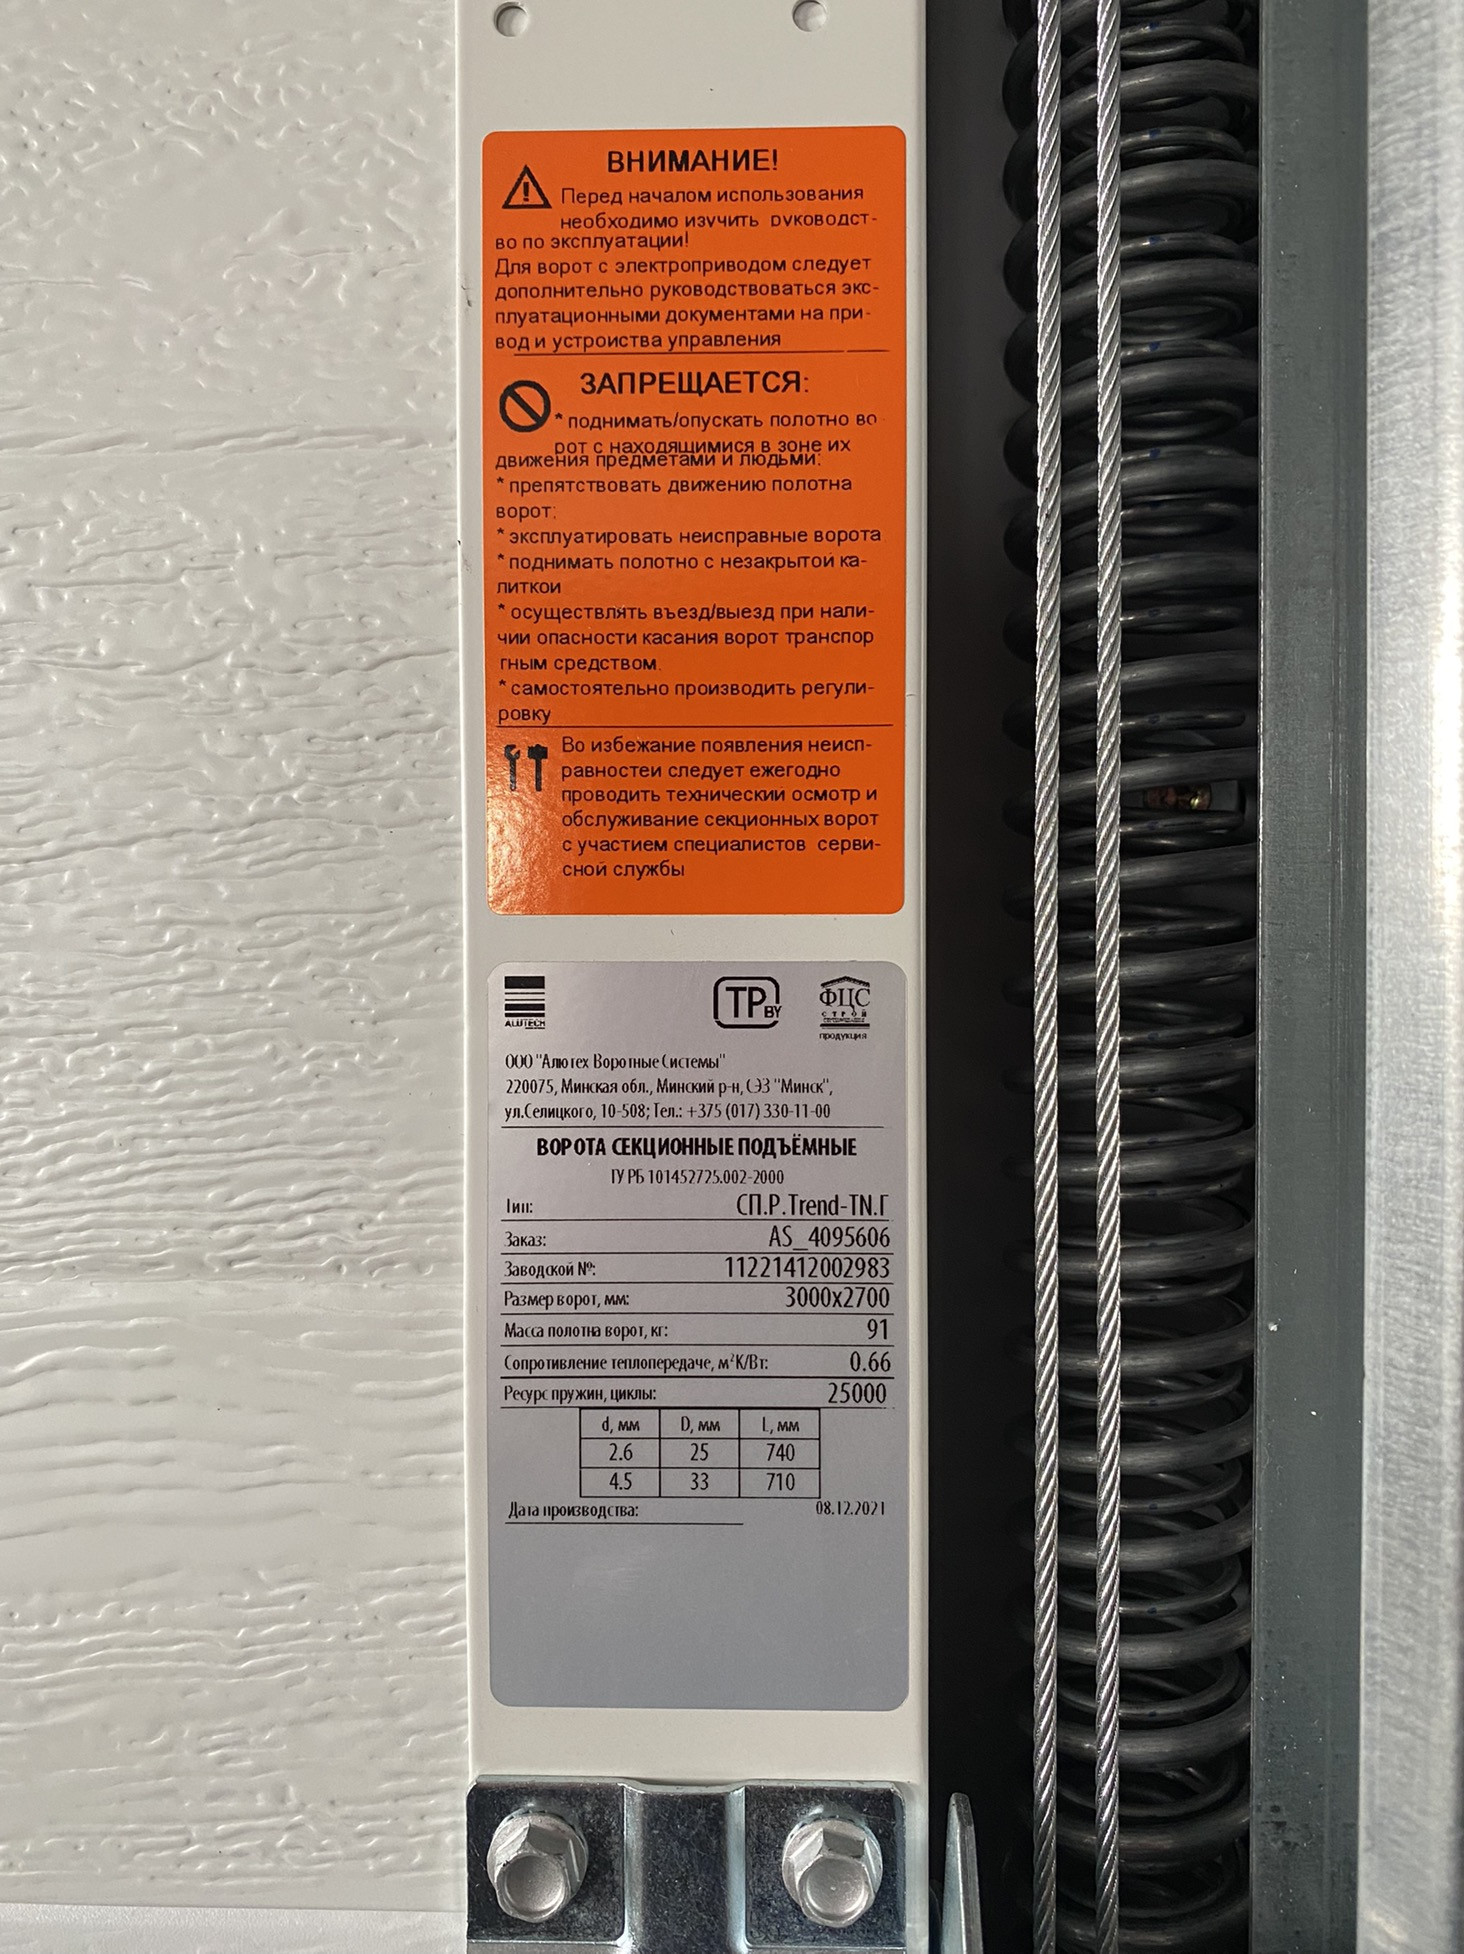 ВНИМАНИЕ!
Перед началом использования
необходимо изучить руководст-
во по эксплуатации!
Для ворот с электроприводом следует
дополнительно руководствоваться экс-
плуатационными документами на при-
вод и устроиства управления
ЗАПРЕЩАЕТСЯ:
* поднимать/опускать полотно во-
рот с находящимися в зоне их
движения предметами и людьми;
* препятствовать движению полотна
ворот;
* эксплуатировать неисправные ворота
* поднимать полотно с незакрытои ка-
литкои
* осуществлять въезд/выезд при нали-
чии опасности касания ворот транспор
тным средством.
* самостоятельно производить регули-
ровку
Во избежание появления неисп-
равностеи следует ежегодно
проводить техническии осмотр и
обслуживание секционных ворот
с участием специалистов серви-
сной службы
ALUTECH
TP BY
ФЦС
СТРОЙ
продукция
ООО "Алютех Воротные Системы"
220075, Минская обл., Минский р-н, СЭЗ "Минск",
ул.Селицкого, 10-508; Тел.: +375 (017) 330-11-00
ВОРОТА СЕКЦИОННЫЕ ПОДЪЁМНЫЕ
ТУ РБ 101452725.002-2000
Тип: СП.Р.Trend-TN.Г
Заказ: AS_4095606
Заводской №: 11221412002983
Размер ворот, мм: 3000x2700
Масса полотна ворот, кг: 91
Сопротивление теплопередаче, м²К/Вт: 0.66
Ресурс пружин, циклы: 25000
d, мм D, мм L, мм
2.6 25 740
4.5 33 710
Дата производства: 08.12.2021